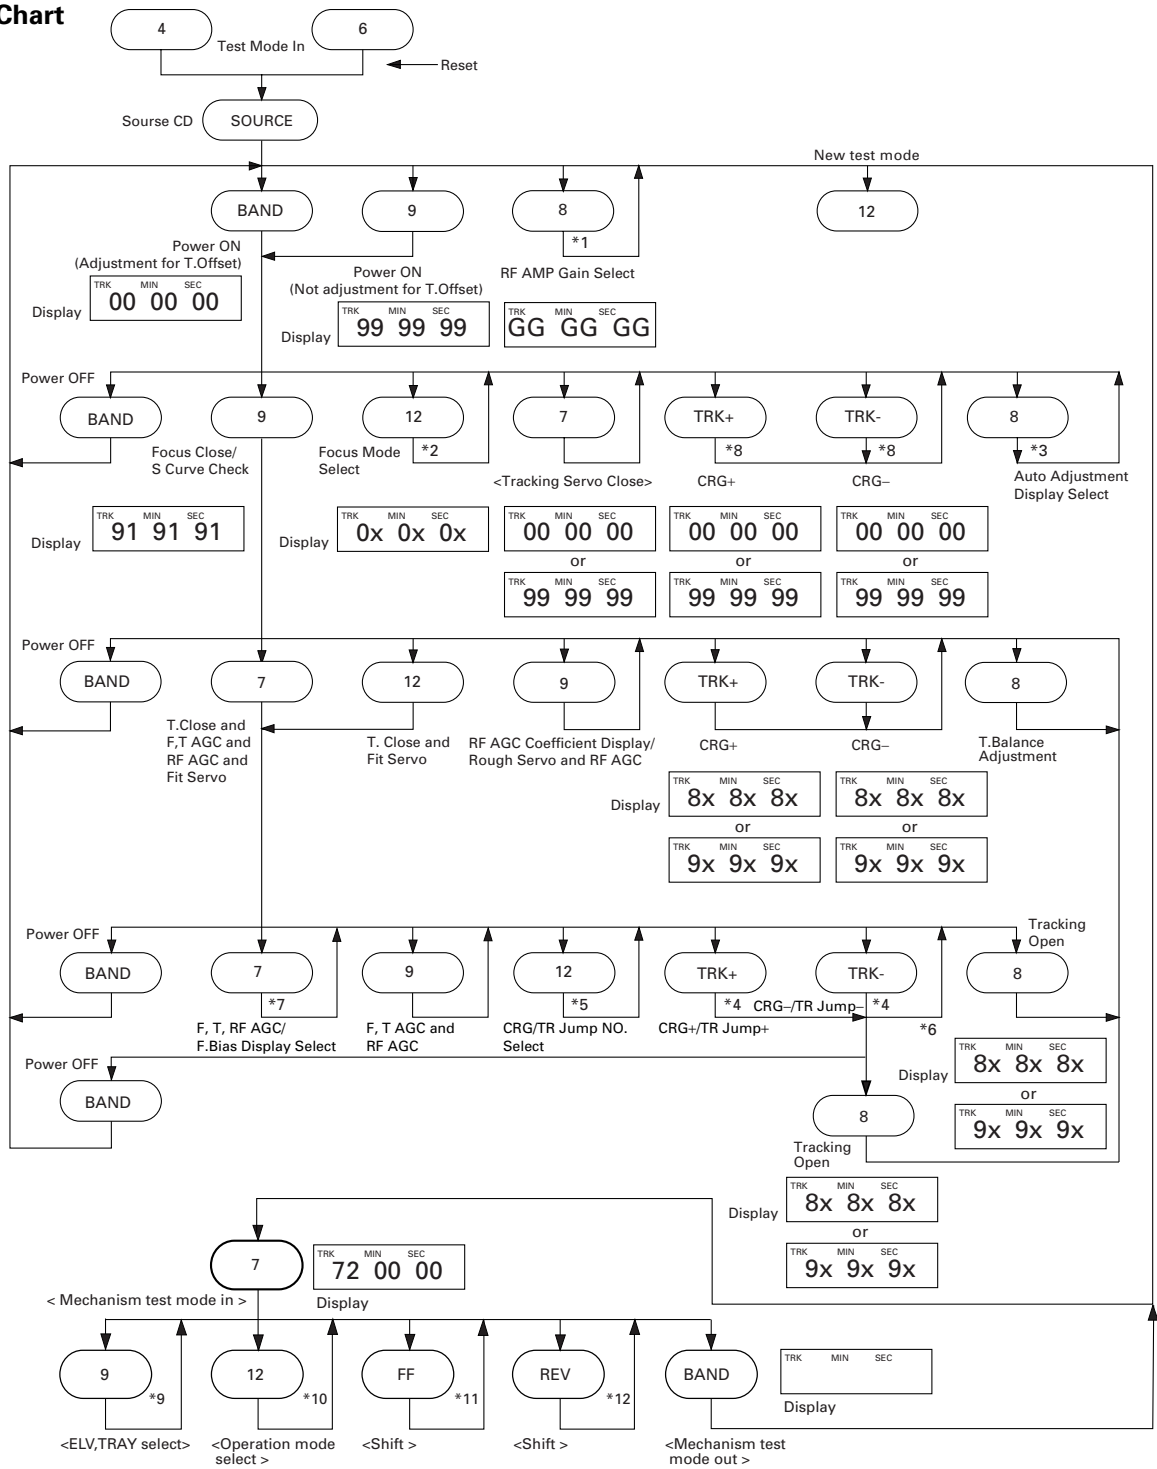 Chart
4
6
Test Mode In
Reset
Sourse CD
SOURCE
New test mode
BAND
9
8
12
*1
Power ON
(Adjustment for T.Offset)
Power ON
(Not adjustment for T.Offset)
RF AMP Gain Select
Display
TRK MIN SEC
00 00 00
Display
TRK MIN SEC
99 99 99
TRK MIN SEC
GG GG GG
Power OFF
BAND
9
12
7
TRK+
TRK-
8
Focus Close/
S Curve Check
Focus Mode
Select
*2
*8
*8
*3
<Tracking Servo Close>
CRG+
CRG–
Auto Adjustment
Display Select
Display
TRK MIN SEC
91 91 91
Display
TRK MIN SEC
0x 0x 0x
TRK MIN SEC
00 00 00
or
TRK MIN SEC
99 99 99
TRK MIN SEC
00 00 00
or
TRK MIN SEC
99 99 99
TRK MIN SEC
00 00 00
or
TRK MIN SEC
99 99 99
Power OFF
BAND
7
12
9
TRK+
TRK-
8
T.Close and
F,T AGC and
RF AGC and
Fit Servo
T. Close and
Fit Servo
RF AGC Coefficient Display/
Rough Servo and RF AGC
CRG+
CRG–
T.Balance
Adjustment
Display
TRK MIN SEC
8x 8x 8x
or
TRK MIN SEC
9x 9x 9x
TRK MIN SEC
8x 8x 8x
or
TRK MIN SEC
9x 9x 9x
Power OFF
Tracking
Open
BAND
7
9
12
TRK+
TRK-
8
*7
F, T, RF AGC/
F.Bias Display Select
F, T AGC and
RF AGC
*5
CRG/TR Jump NO.
Select
*4
CRG+/TR Jump+
CRG–/TR Jump–
*4
*6
Display
TRK MIN SEC
8x 8x 8x
or
TRK MIN SEC
9x 9x 9x
Power OFF
BAND
8
Tracking
Open
Display
TRK MIN SEC
8x 8x 8x
or
TRK MIN SEC
9x 9x 9x
7
TRK MIN SEC
72 00 00
< Mechanism test mode in >
Display
9
12
FF
REV
BAND
*9
*10
*11
*12
TRK MIN SEC
Display
<ELV,TRAY select>
<Operation mode
select >
<Shift >
<Shift >
<Mechanism test
mode out >